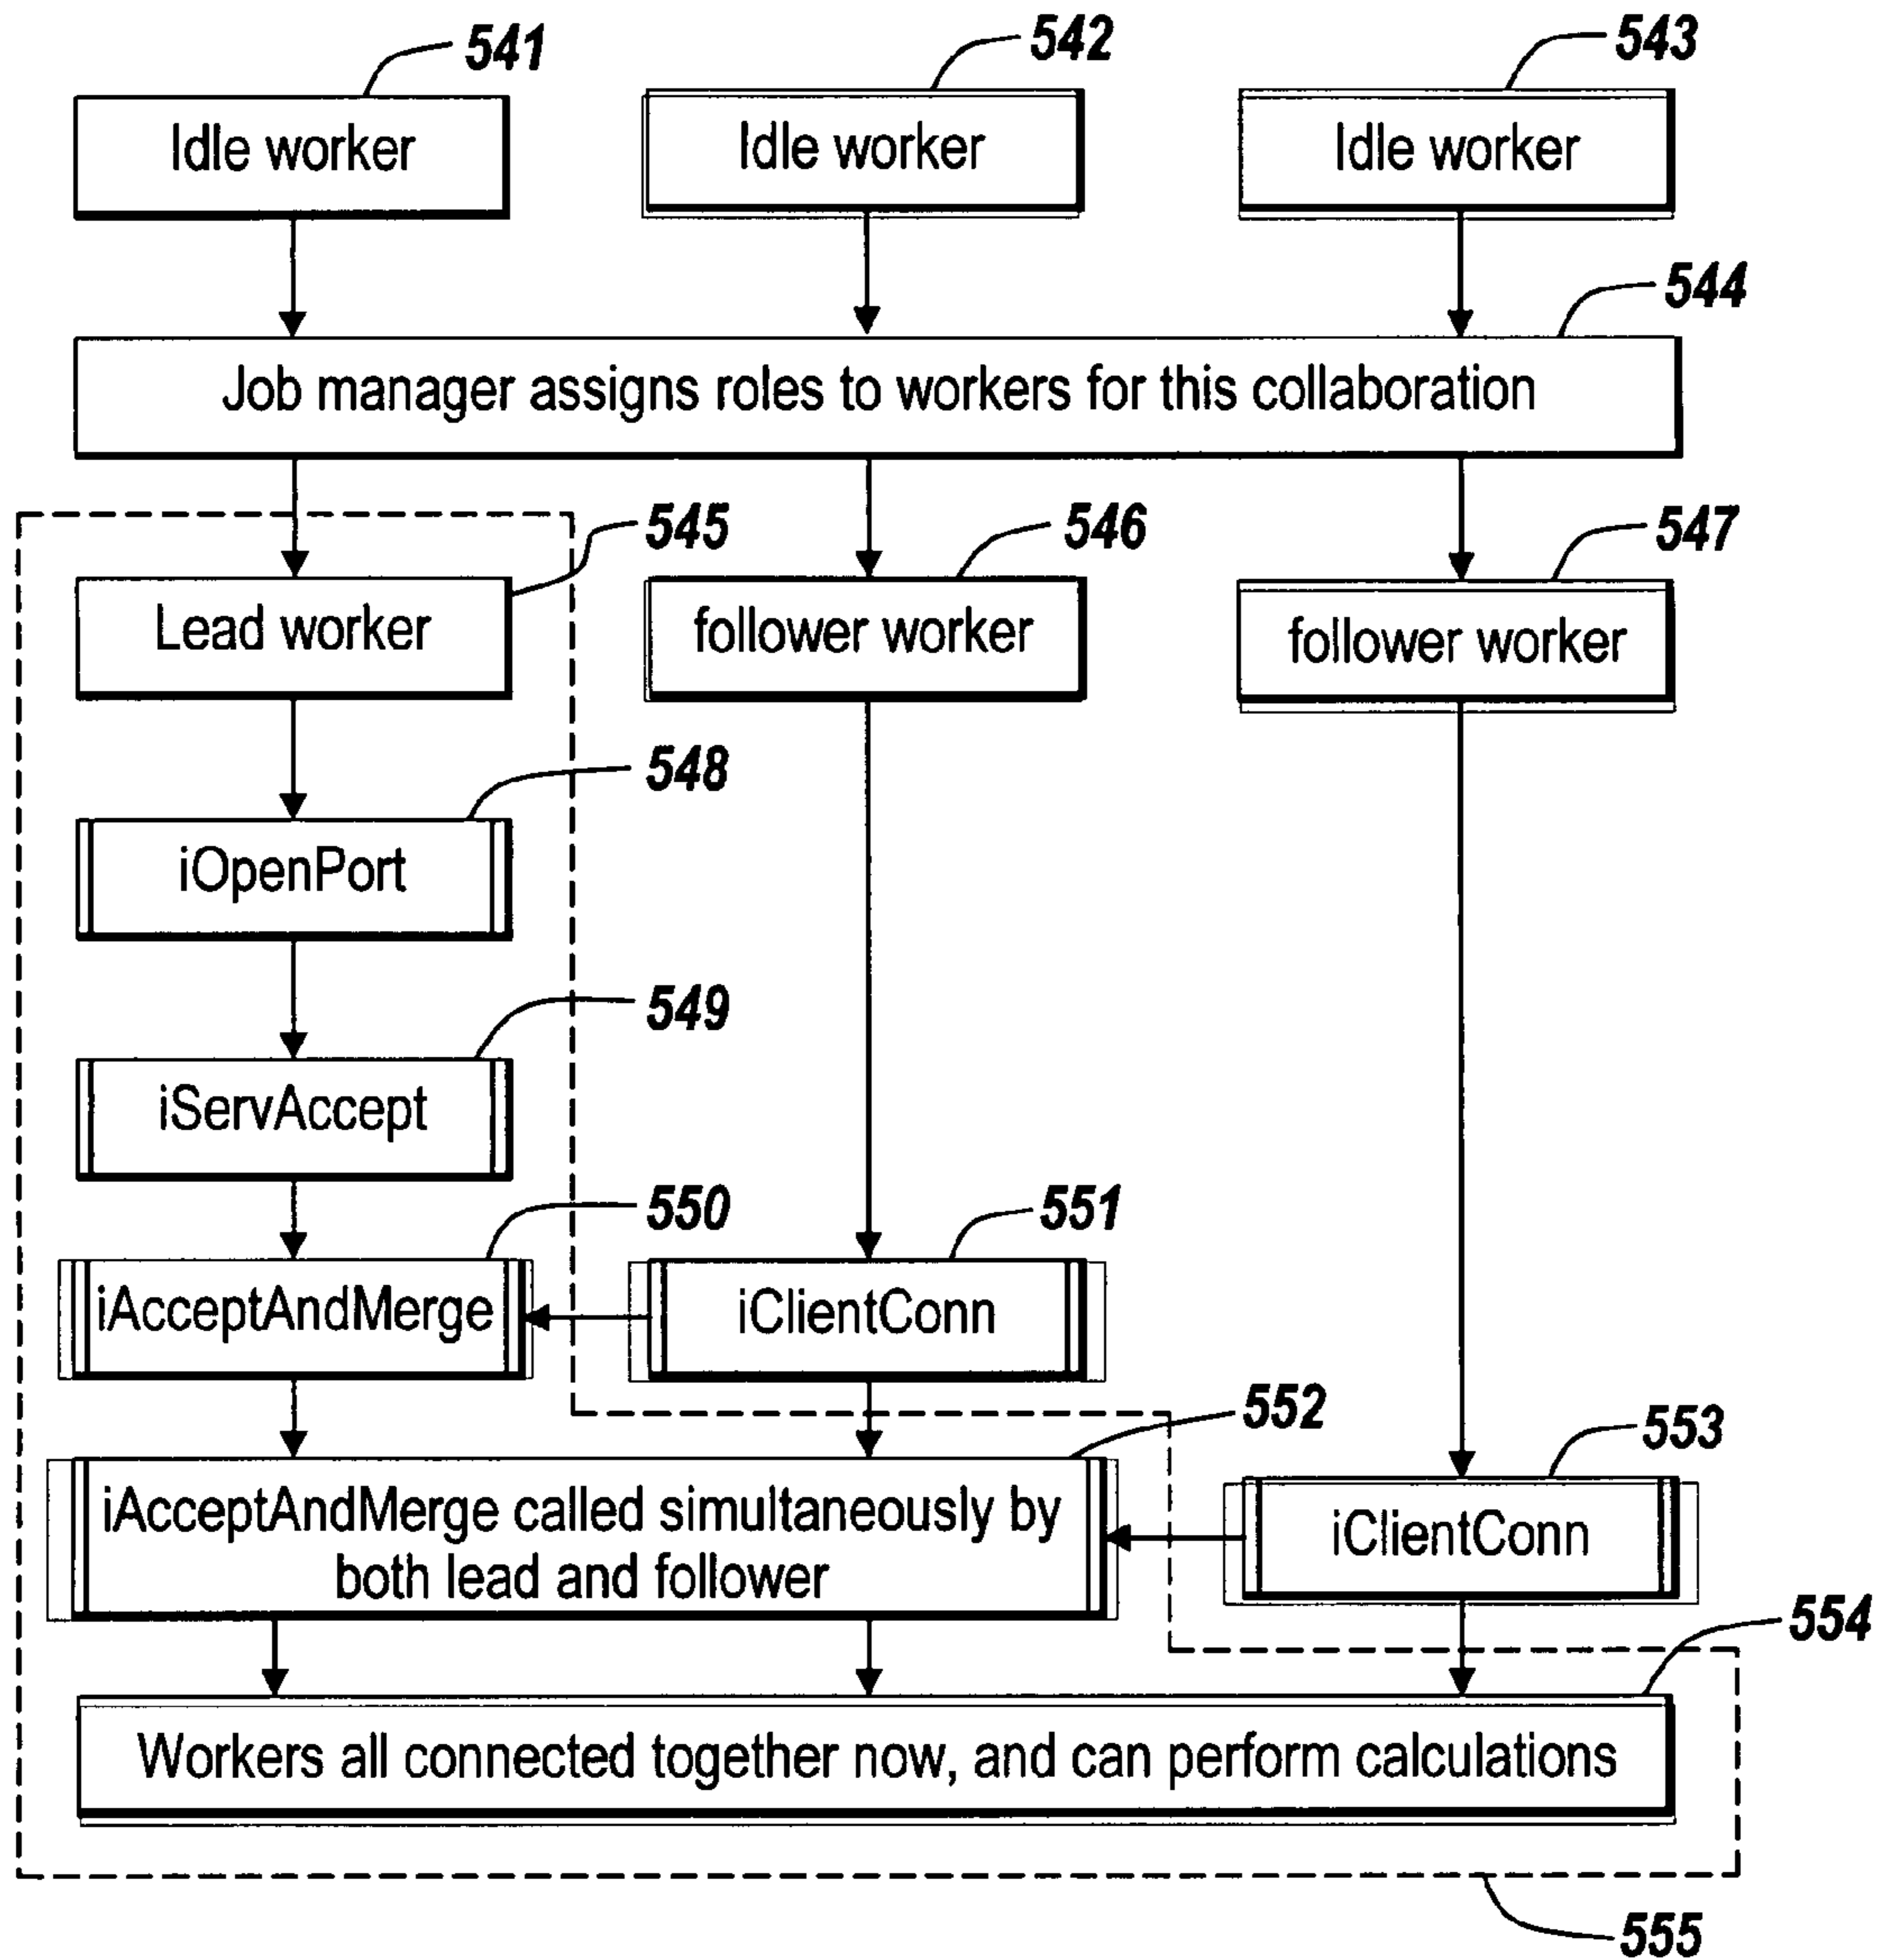 541
542
543
Idle worker
Idle worker
Idle worker
544
Job manager assigns roles to workers for this collaboration
545
546
547
Lead worker
follower worker
follower worker
548
iOpenPort
549
iServAccept
550
551
iAcceptAndMerge
iClientConn
552
553
iAcceptAndMerge called simultaneously by
both lead and follower
iClientConn
554
Workers all connected together now, and can perform calculations
555